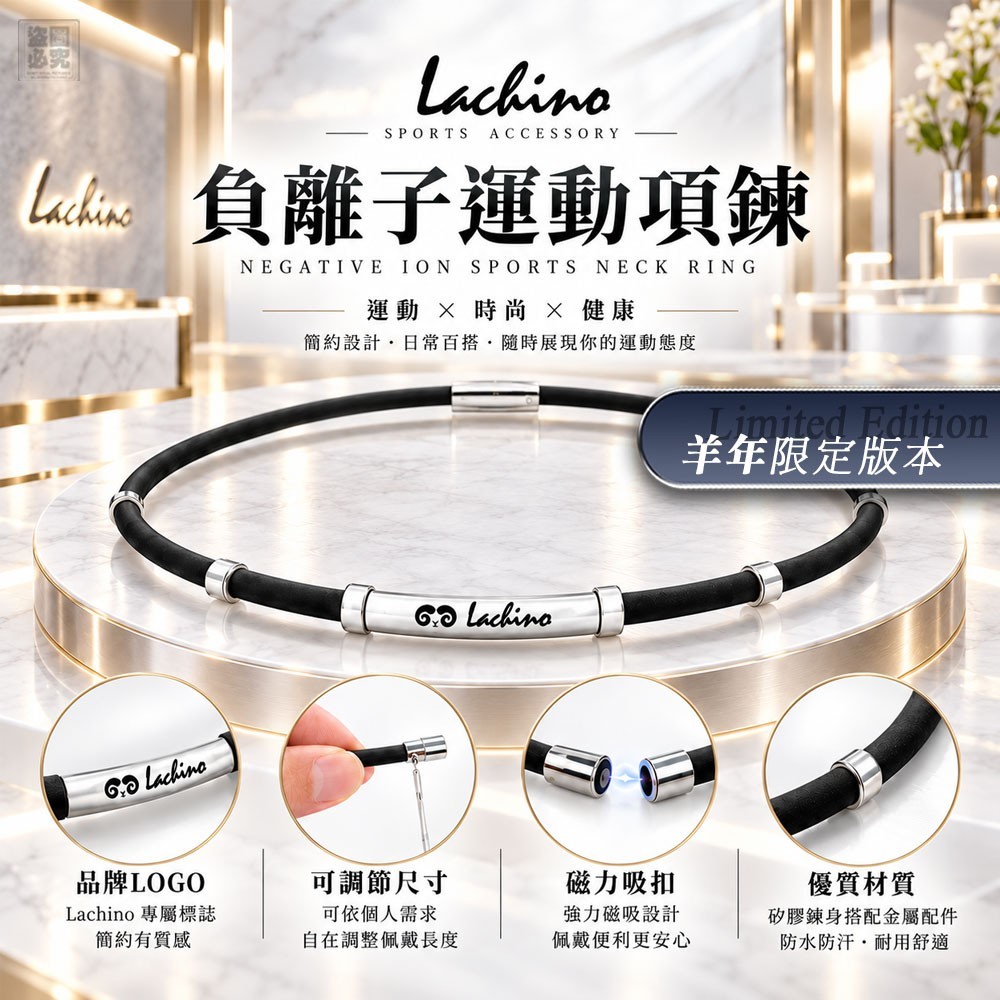 盜圖
必究
Lachino
SPORTS ACCESSORY
Lachino
負離子運動項鍊
NEGATIVE ION SPORTS NECK RING
運動 × 時尚 × 健康
簡約設計・日常百搭・隨時展現你的運動態度
Limited Edition
羊年限定版本
Lachino
Lachino
品牌LOGO
Lachino 專屬標誌
簡約有質感
可調節尺寸
可依個人需求
自在調整佩戴長度
磁力吸扣
強力磁吸設計
佩戴便利更安心
優質材質
矽膠鍊身搭配金屬配件
防水防汗・耐用舒適